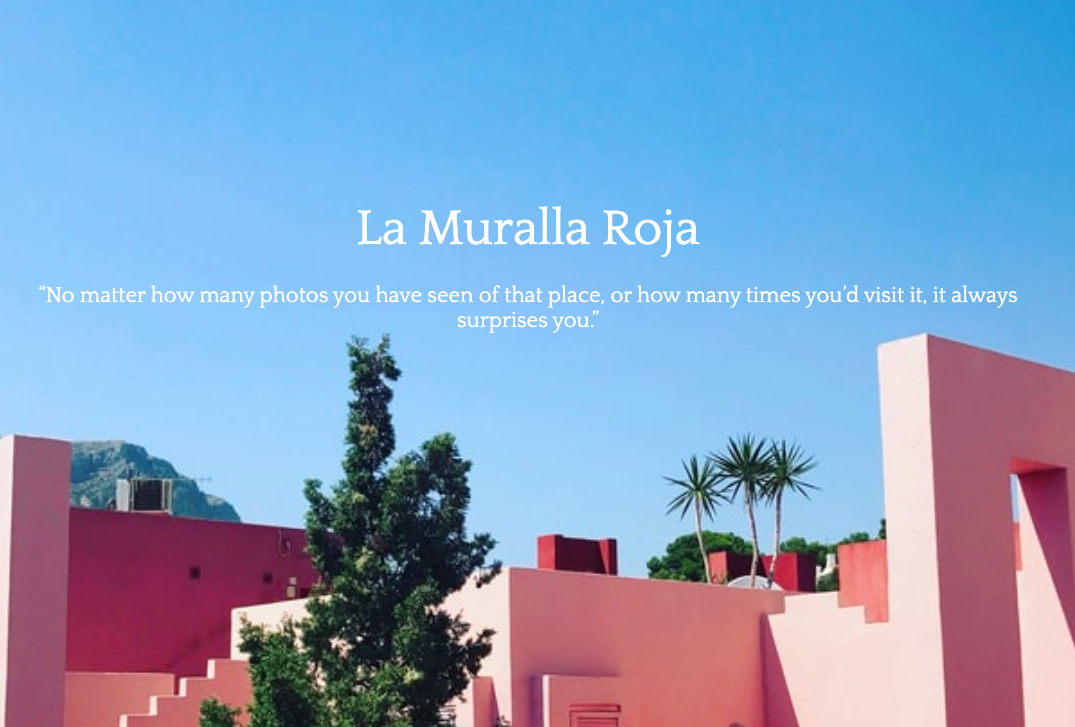 La Muralla Roja
“No matter how many photos you have seen of that place, or how many times you’d visit it, it always
surprises you.”